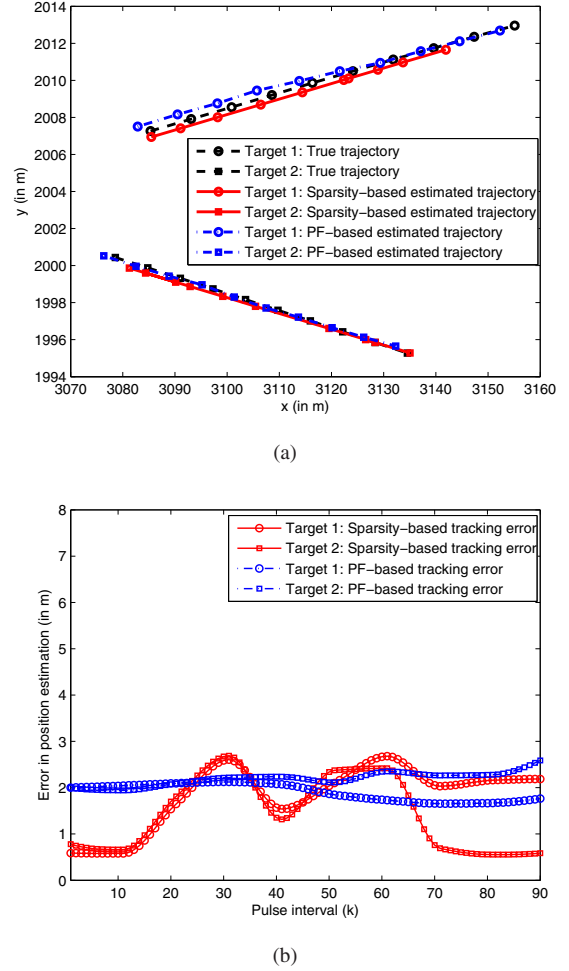 2014
2012
2010
2008
2006
2004
2002
2000
1998
1996
1994
y (in m)
Target 1: True trajectory
Target 2: True trajectory
Target 1: Sparsity-based estimated trajectory
Target 2: Sparsity-based estimated trajectory
Target 1: PF-based estimated trajectory
Target 2: PF-based estimated trajectory
3070 3080 3090 3100 3110 3120 3130 3140 3150 3160
x (in m)
(a)
8
7
6
5
4
3
2
1
0
Error in position estimation (in m)
Target 1: Sparsity-based tracking error
Target 2: Sparsity-based tracking error
Target 1: PF-based tracking error
Target 2: PF-based tracking error
10 20 30 40 50 60 70 80 90
Pulse interval (k)
(b)